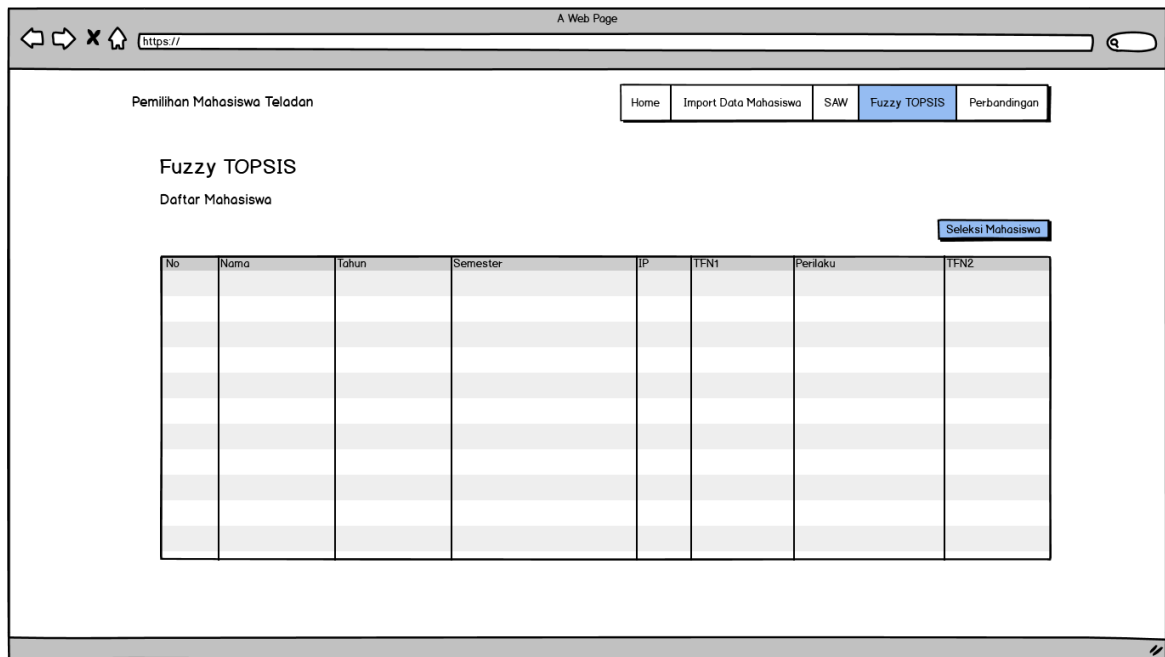 A Web Page
https://
Pemilihan Mahasiswa Teladan
Home Import Data Mahasiswa SAW Fuzzy TOPSIS Perbandingan
Fuzzy TOPSIS
Daftar Mahasiswa
Seleksi Mahasiswa
No Nama Tahun Semester IP TFN1 Perilaku TFN2